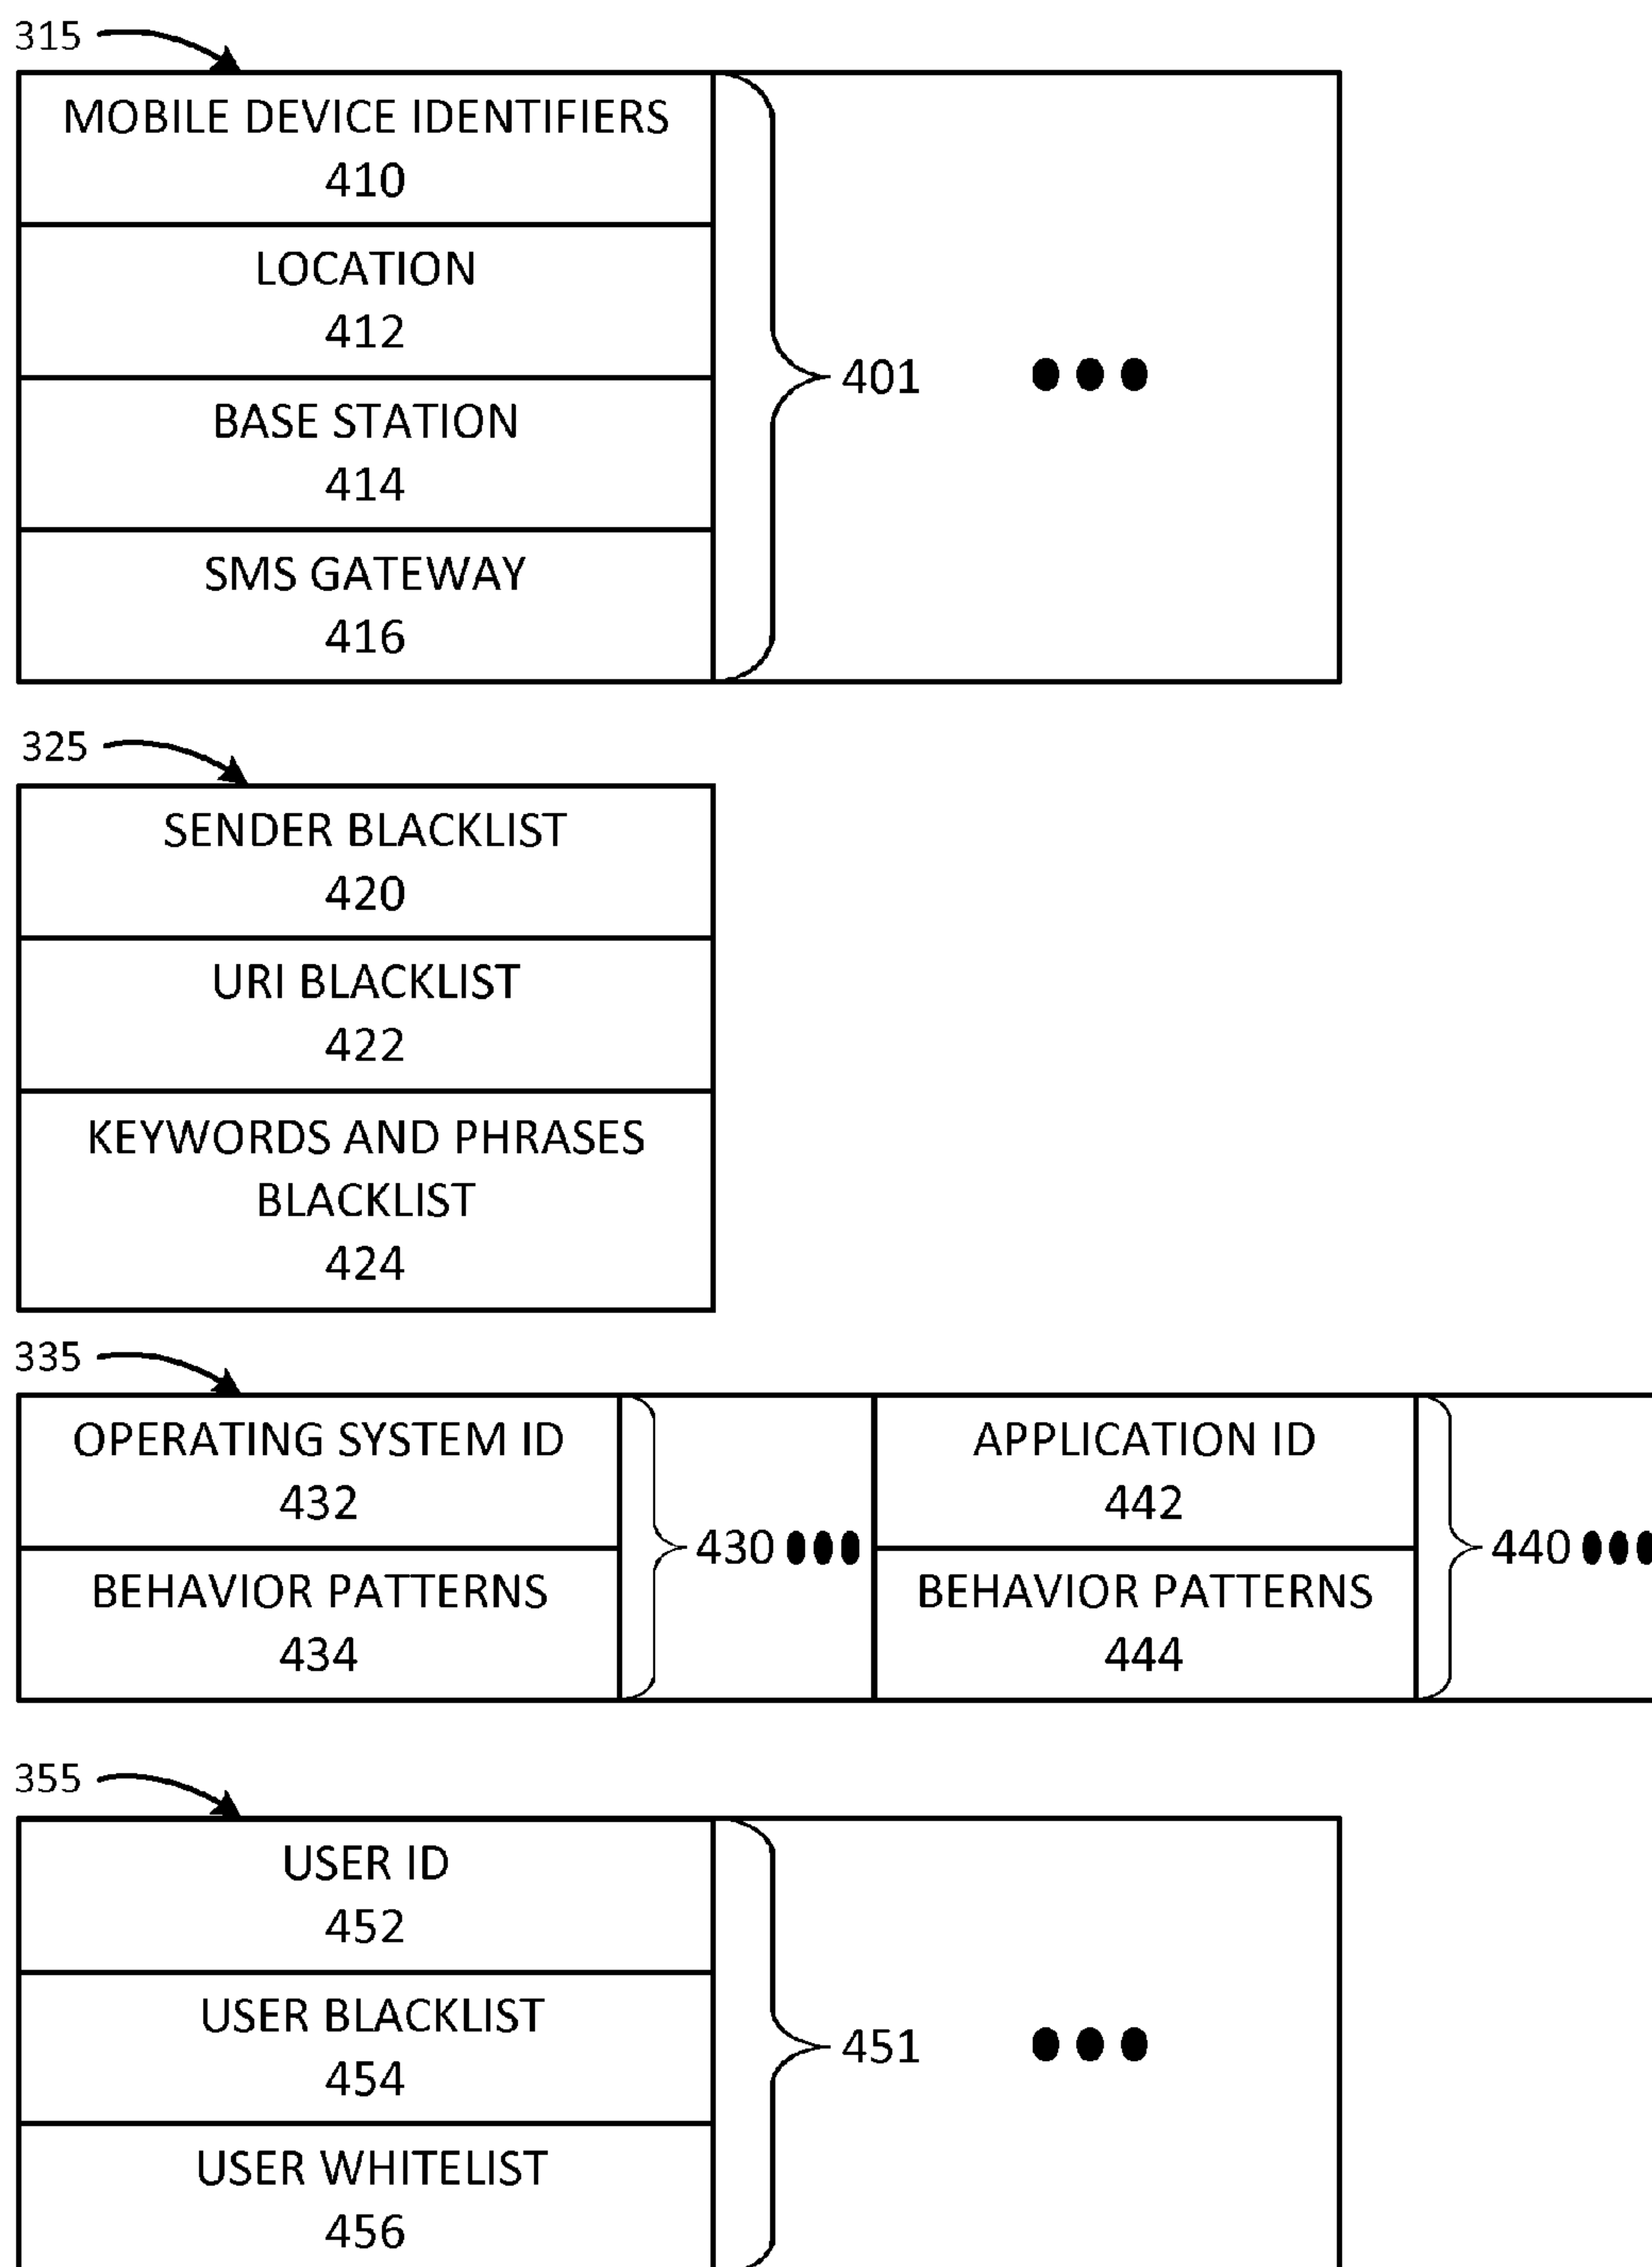 315
MOBILE DEVICE IDENTIFIERS
410
LOCATION
412
BASE STATION
414
SMS GATEWAY
416
401
325
SENDER BLACKLIST
420
URI BLACKLIST
422
KEYWORDS AND PHRASES
BLACKLIST
424
335
OPERATING SYSTEM ID
432
BEHAVIOR PATTERNS
434
430
APPLICATION ID
442
BEHAVIOR PATTERNS
444
440
355
USER ID
452
USER BLACKLIST
454
USER WHITELIST
456
451